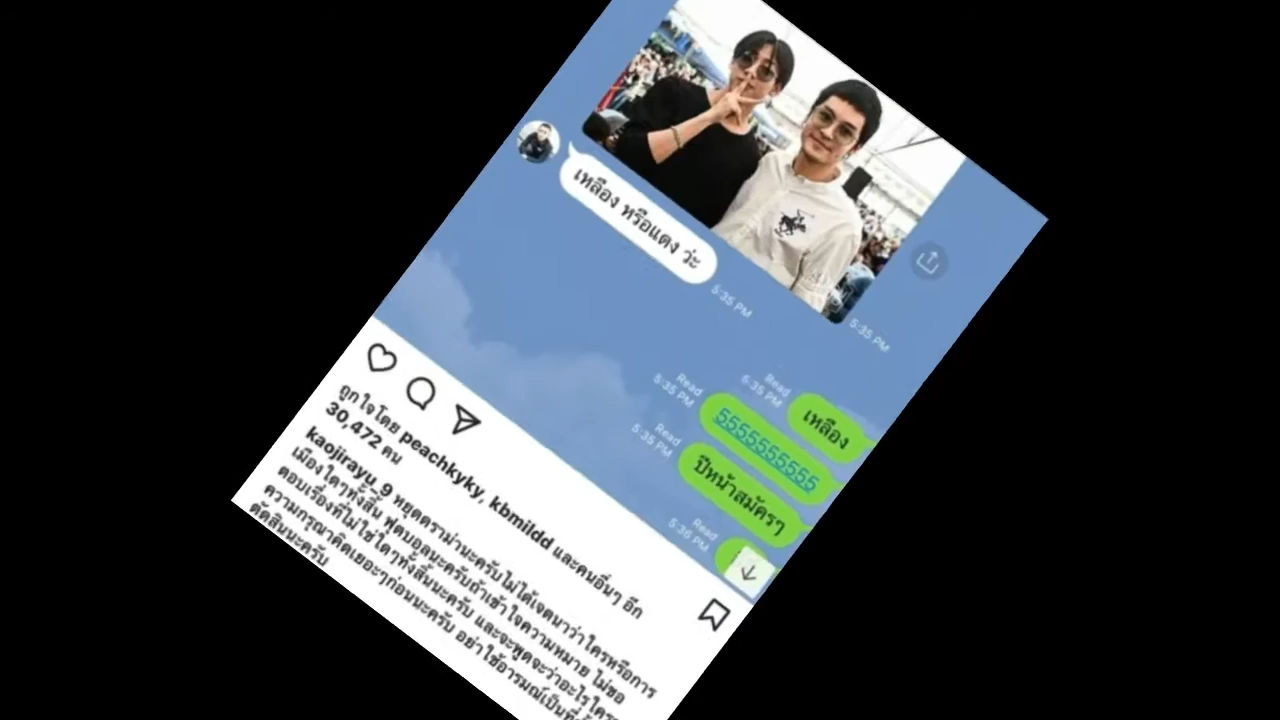 เหลือง หรือแดง ว่ะ
5:35 PM
5:35 PM
Read
5:35 PM
เหลือง
Read
5:35 PM
5555555555
Read
5:35 PM
ปีหน้าสมัครๆ
Read
5:36 PM
ถูกใจโดย peachkyky, kbmildd และคนอื่นๆ อีก
30,472 คน
kaojirayu_9 หยุดดราม่านะครับไม่ได้เจตนาว่าใครหรือการ
เมืองใดๆทั้งสิ้น ฟุตบอลนะครับถ้าเข้าใจความหมาย ไม่ขอ
ตอบเรื่องที่ไม่ใช่ใดๆทั้งสิ้นนะครับ และจะพูดจะว่าอะไรใคร
ความกรุณาคิดเยอะๆก่อนนะครับ อย่าใช้อารมณ์เป็น
ตัดสินนะครับ